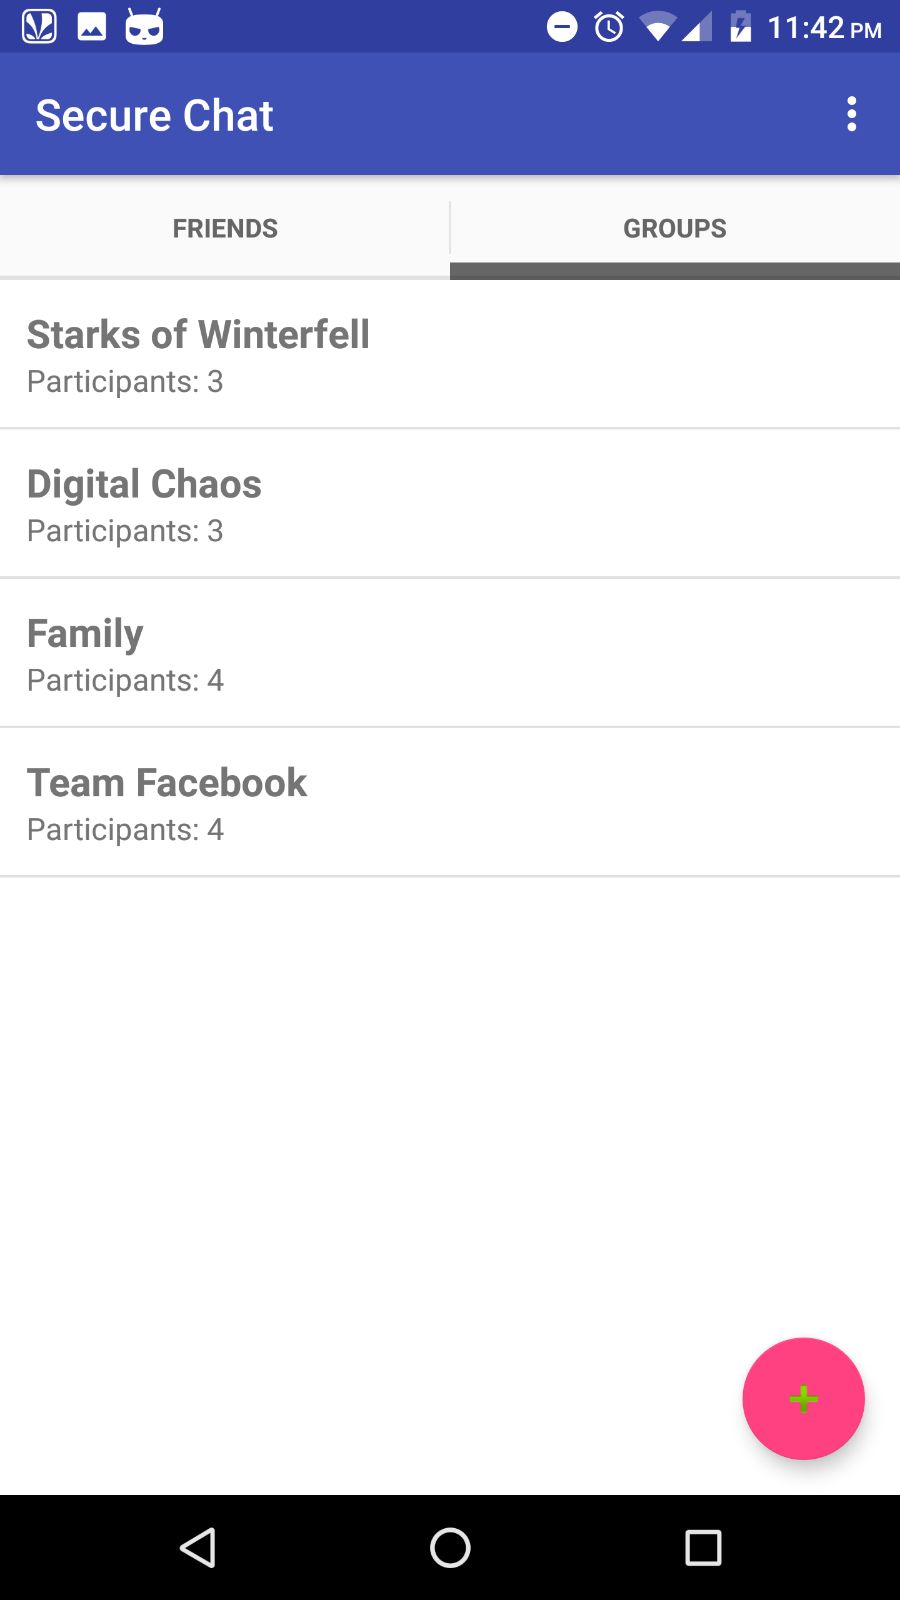 11:42 PM
Secure Chat
FRIENDS
GROUPS
Starks of Winterfell
Participants: 3
Digital Chaos
Participants: 3
Family
Participants: 4
Team Facebook
Participants: 4